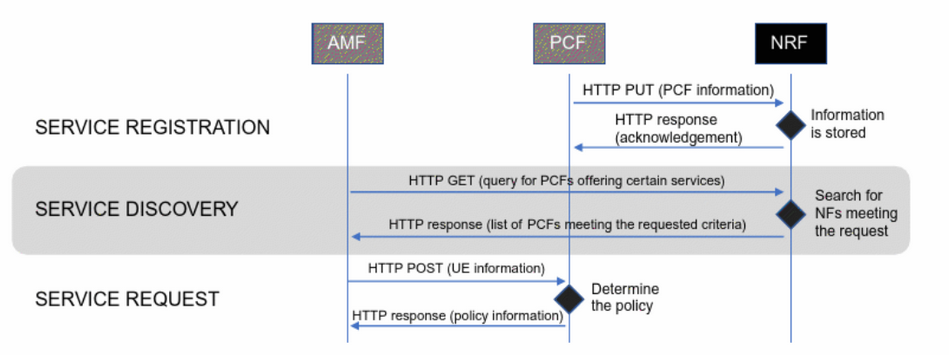 AMF
PCF
NRF
HTTP PUT (PCF information)
SERVICE REGISTRATION
HTTP response
(acknowledgement)
Information
is stored
HTTP GET (query for PCFs offering certain services)
SERVICE DISCOVERY
Search for
NFs meeting
the request
HTTP response (list of PCFs meeting the requested criteria)
HTTP POST (UE information)
SERVICE REQUEST
Determine
the policy
HTTP response (policy information)